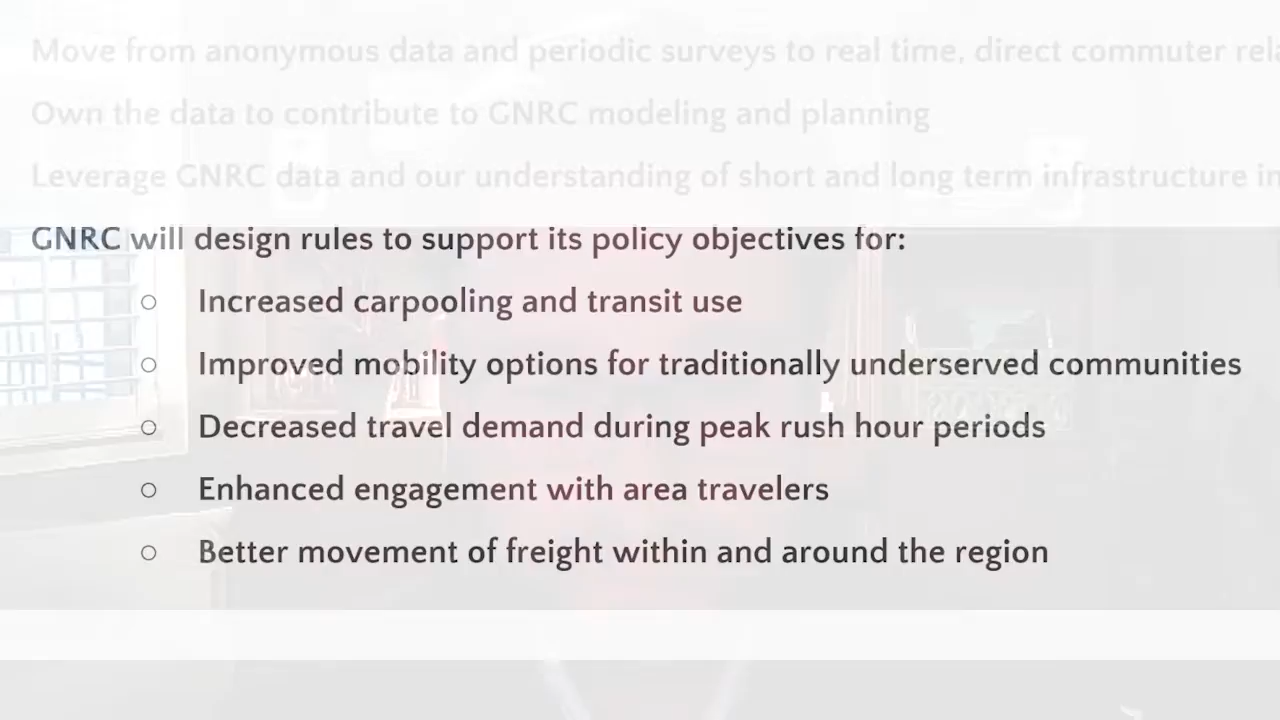 Move from anonymous data and periodic surveys to real time, direct commuter
Own the data to contribute to GNRC modeling and planning
Leverage GNRC data and our understanding of short and long term infrastructure
GNRC will design rules to support its policy objectives for:
○ Increased carpooling and transit use
○ Improved mobility options for traditionally underserved communities
○ Decreased travel demand during peak rush hour periods
○ Enhanced engagement with area travelers
○ Better movement of freight within and around the region